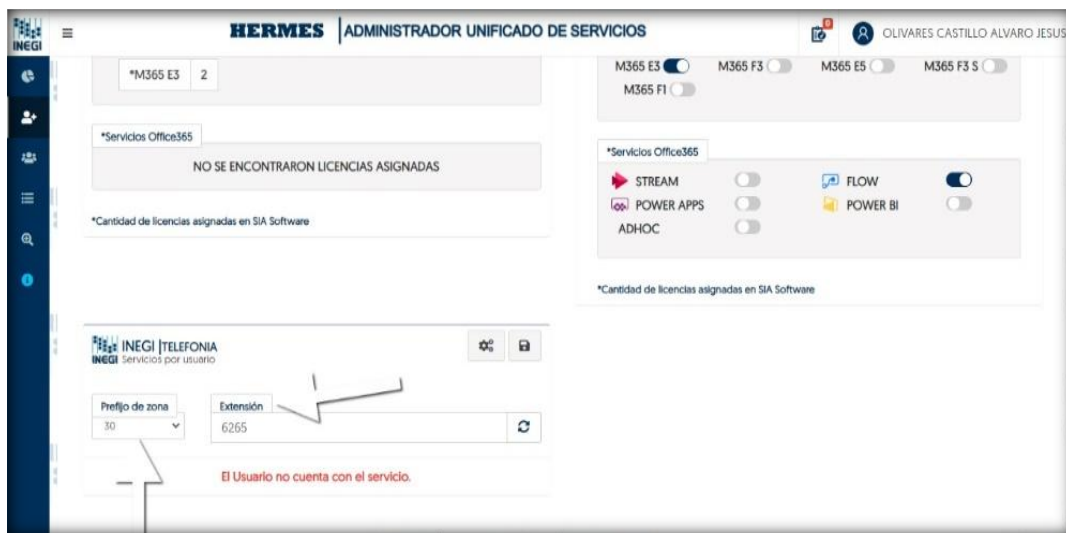 INEGI
HERMES | ADMINISTRADOR UNIFICADO DE SERVICIOS
0
OLIVARES CASTILLO ALVARO JESUS
*M365 E3 2
*Servicios Office365
NO SE ENCONTRARON LICENCIAS ASIGNADAS
*Cantidad de licencias asignadas en SIA Software
M365 E3 M365 F3 M365 E5 M365 F3 S
M365 F1
*Servicios Office365
STREAM FLOW
POWER APPS POWER BI
ADHOC
*Cantidad de licencias asignadas en SIA Software
INEGI | TELEFONIA
INEGI Servicios por usuario
Prefijo de zona Extensión
30 6265
El Usuario no cuenta con el servicio.